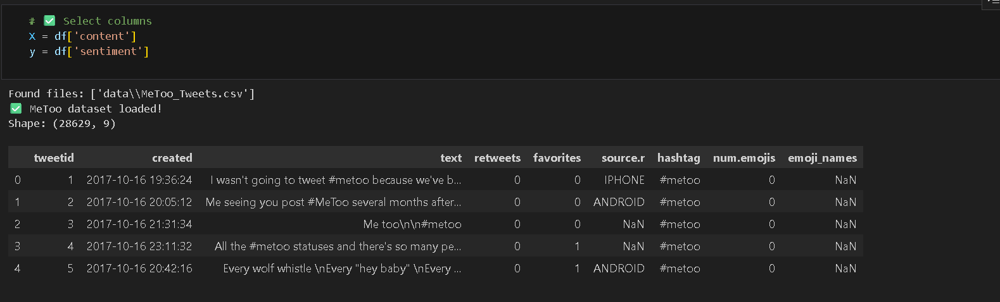 # ✅ Select columns
X = df['content']
y = df['sentiment']
Found files: ['data\\MeToo_Tweets.csv']
✅ MeToo dataset loaded!
Shape: (28629, 9)
tweetid created text retweets favorites source.r hashtag num.emojis emoji_names
0 1 2017-10-16 19:36:24 I wasn't going to tweet #metoo because we've b... 0 0 IPHONE #metoo 0 NaN
1 2 2017-10-16 20:05:12 Me seeing you post #MeToo several months after... 0 0 ANDROID #metoo 0 NaN
2 3 2017-10-16 21:31:34 Me too\n\n#metoo 0 0 NaN #metoo 0 NaN
3 4 2017-10-16 23:11:32 All the #metoo statuses and there's so many pe... 0 1 NaN #metoo 0 NaN
4 5 2017-10-16 20:42:16 Every wolf whistle \nEvery "hey baby" \nEvery ... 0 1 ANDROID #metoo 0 NaN